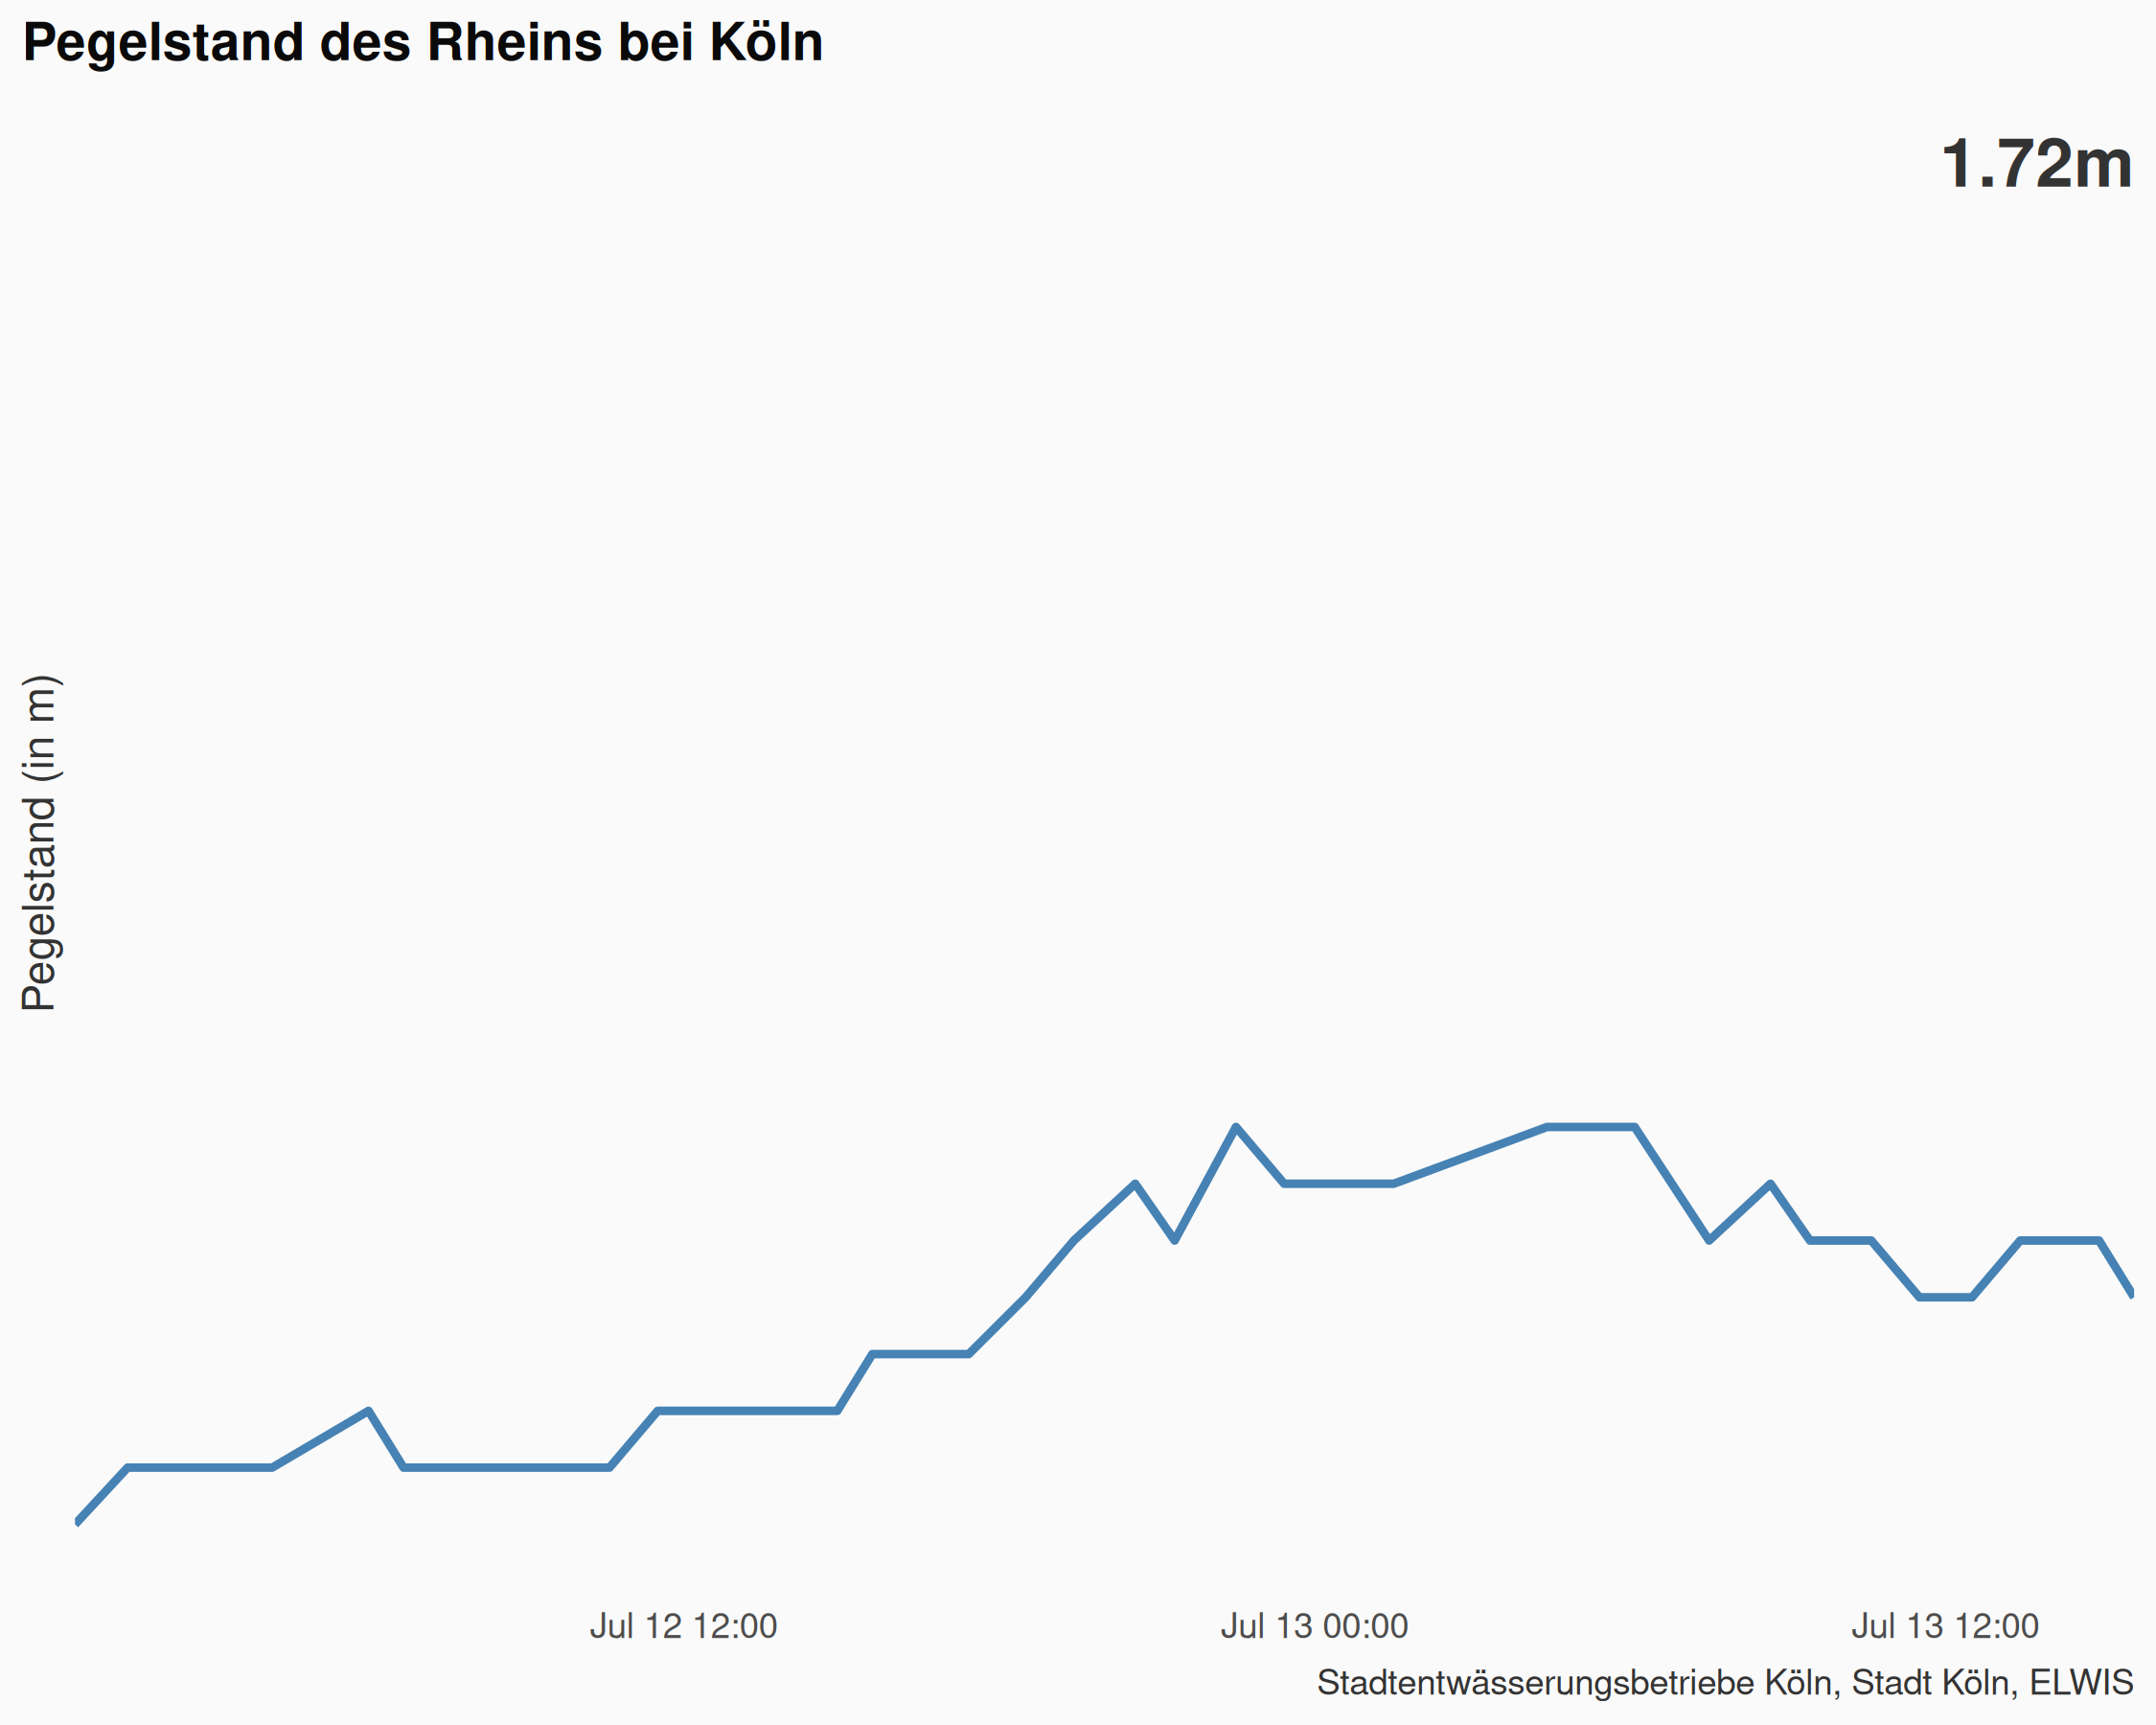 Pegelstand des Rheins bei Köln
1.72m
Pegelstand (in m)
Jul 12 12:00
Jul 13 00:00
Jul 13 12:00
Stadtentwässerungsbetriebe Köln, Stadt Köln, ELWIS